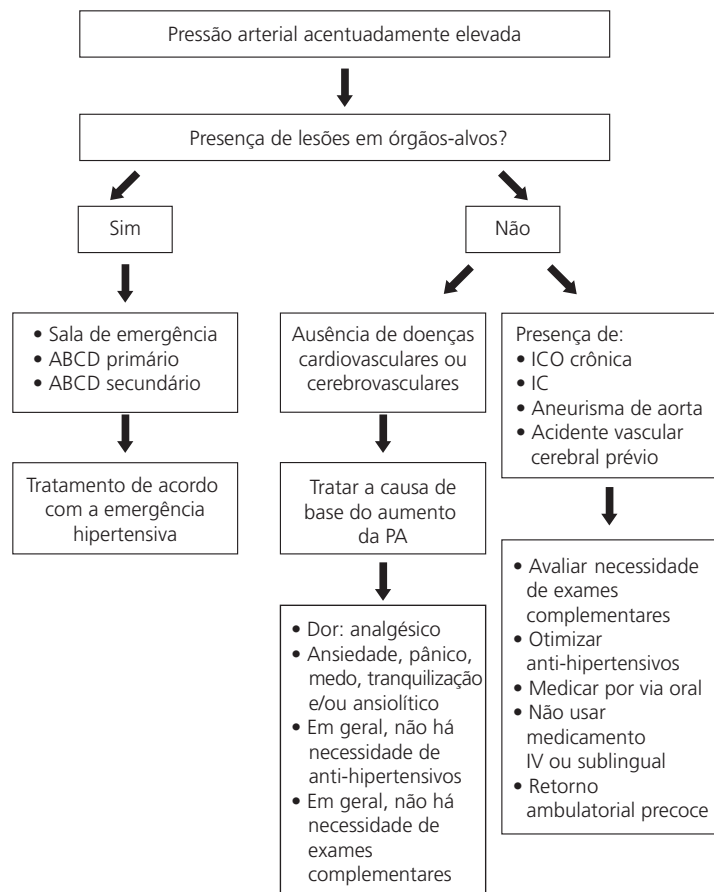 Pressão arterial acentuadamente elevada
Presença de lesões em órgãos-alvos?
Sim
Não
• Sala de emergência
• ABCD primário
• ABCD secundário
Tratamento de acordo
com a emergência
hipertensiva
Ausência de doenças
cardiovasculares ou
cerebrovasculares
Tratar a causa de
base do aumento
da PA
• Dor: analgésico
• Ansiedade, pânico,
medo, tranquilização
e/ou ansiolítico
• Em geral, não há
necessidade de
anti-hipertensivos
• Em geral, não há
necessidade de
exames
complementares
Presença de:
• ICO crônica
• IC
• Aneurisma de aorta
• Acidente vascular
cerebral prévio
• Avaliar necessidade
de exames
complementares
• Otimizar
anti-hipertensivos
• Medicar por via oral
• Não usar
medicamento
IV ou sublingual
• Retorno
ambulatorial precoce